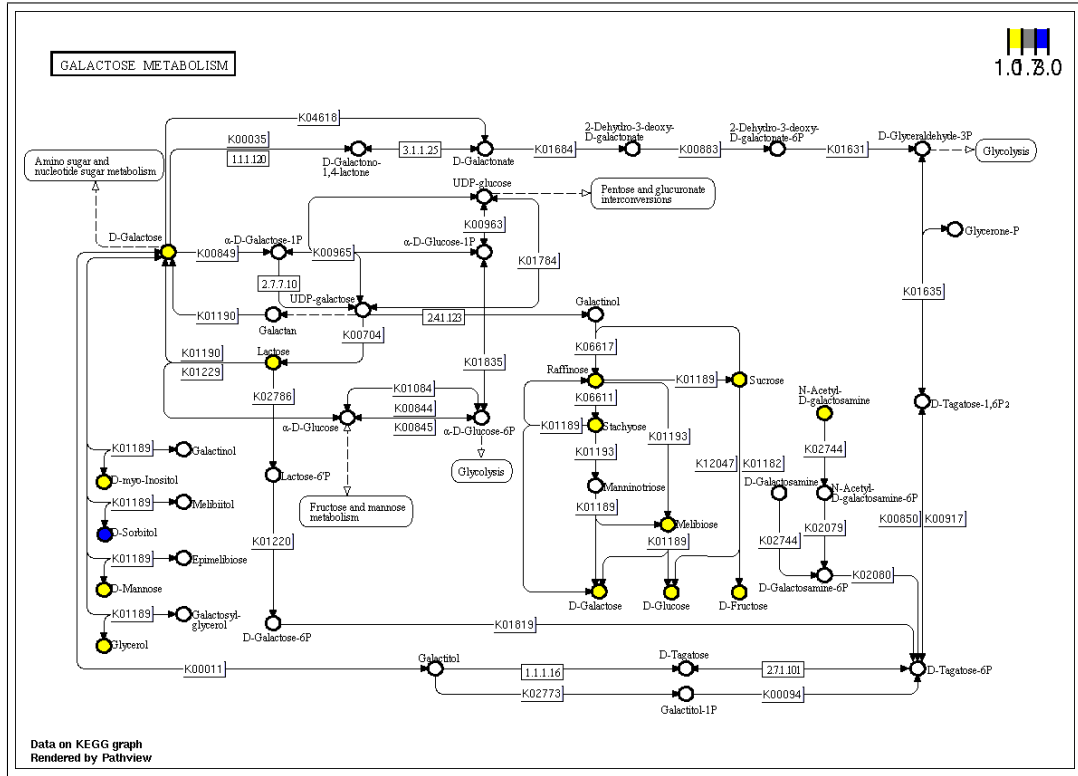 GALACTOSE METABOLISM
K04618
K00035
1.1.1.120
D-Galactono-
1,4-lactone
3.1.1.25
D-Galactonate
K01684
2-Dehydro-3-deoxy-
D-galactonate
K00883
2-Dehydro-3-deoxy-
D-galactonate-6P
K01631
D-Glyceraldehyde-3P
Glycolysis
Amino sugar and
nucleotide sugar metabolism
UDP-glucose
Pentose and glucuronate
interconversions
K00963
D-Galactose
K00849
α-D-Galactose-1P
K00965
α-D-Glucose-1P
K01784
Glycerone-P
2.7.7.10
UDP-galactose
K01635
K01190
Galactan
K00704
2.4.1.123
Galactinol
K01190
K01229
Lactose
K01835
K06617
Raffinose
K01189
Sucrose
K02786
K01084
K00844
K00845
α-D-Glucose
α-D-Glucose-6P
K06611
K01189
Stachyose
K01193
K01193
N-Acetyl-
D-galactosamine
D-Tagatose-1,6P2
K01189
Galactinol
D-myo-Inositol
Lactose-6'P
Glycolysis
Manninotriose
K12047
K01182
K02744
D-Galactosamine
N-Acetyl-
D-galactosamine-6P
K01189
Melibiitol
D-Sorbitol
Fructose and mannose
metabolism
K01189
Melibiose
K00850
K00917
K01220
K01189
K02744
K02079
K01189
Epimelibiose
D-Mannose
D-Galactose
D-Glucose
D-Fructose
D-Galactosamine-6P
K02080
K01189
Galactosyl-
glycerol
Glycerol
D-Galactose-6P
K01819
K00011
Galactitol
1.1.1.16
D-Tagatose
2.7.1.101
D-Tagatose-6P
K02773
Galactitol-1P
K00094
Data on KEGG graph
Rendered by Pathview